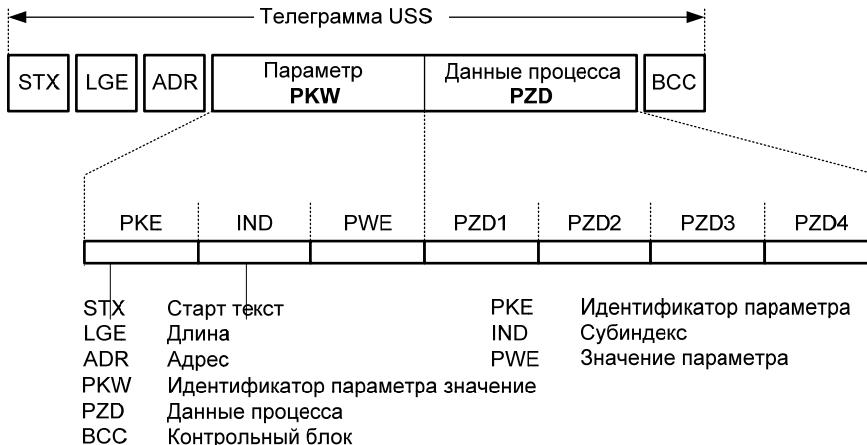 Телеграмма USS
STX LGE ADR Параметр PKW Данные процесса PZD BCC
PKE IND PWE PZD1 PZD2 PZD3 PZD4
STX Старт текст PKE Идентификатор параметра
LGE Длина IND Субиндекс
ADR Адрес PWE Значение параметра
PKW Идентификатор параметра значение
PZD Данные процесса
BCC Контрольный блок